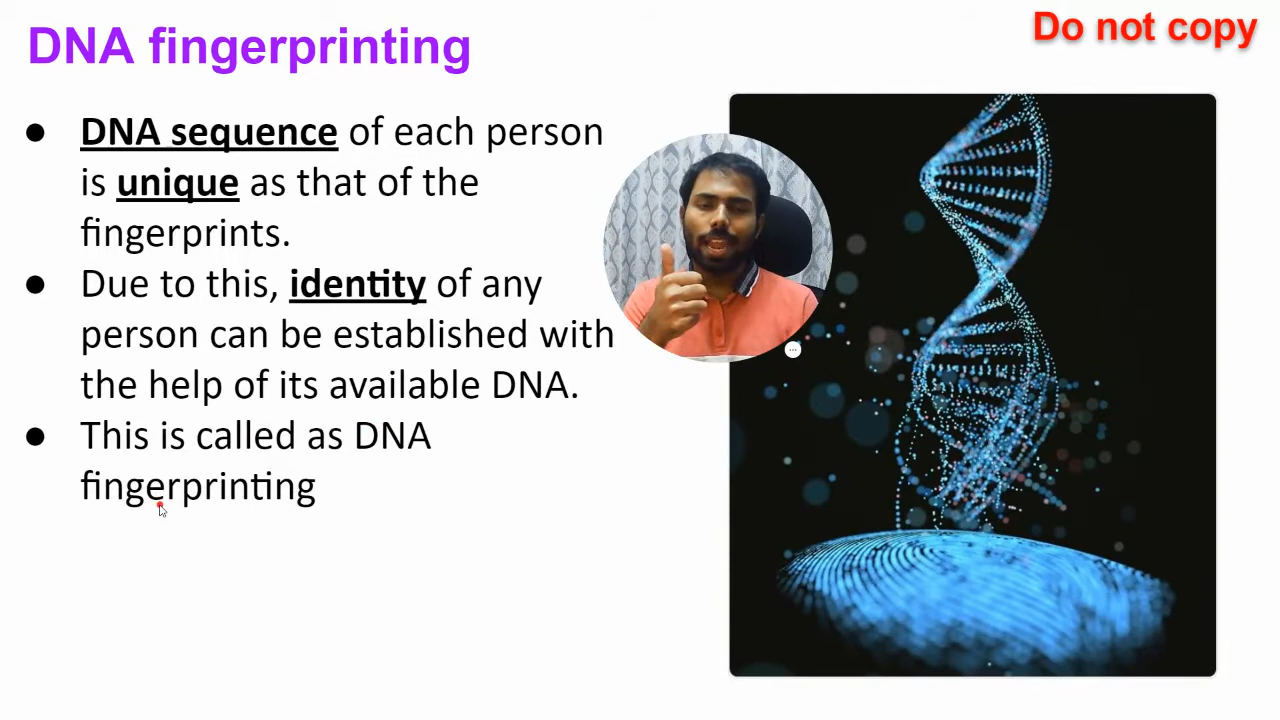 DNA fingerprinting
Do not copy
● DNA sequence of each person
is unique as that of the
fingerprints.
● Due to this, identity of any
person can be established with
the help of its available DNA.
● This is called as DNA
fingerprinting